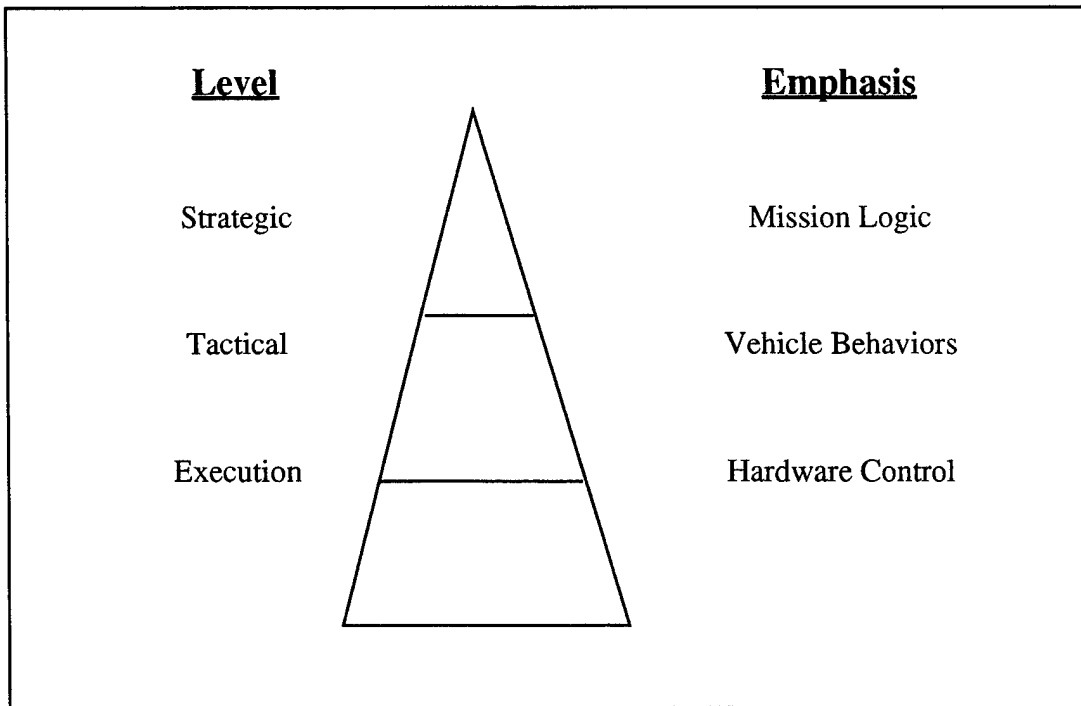 Level Emphasis
Strategic Mission Logic
Tactical Vehicle Behaviors
Execution Hardware Control